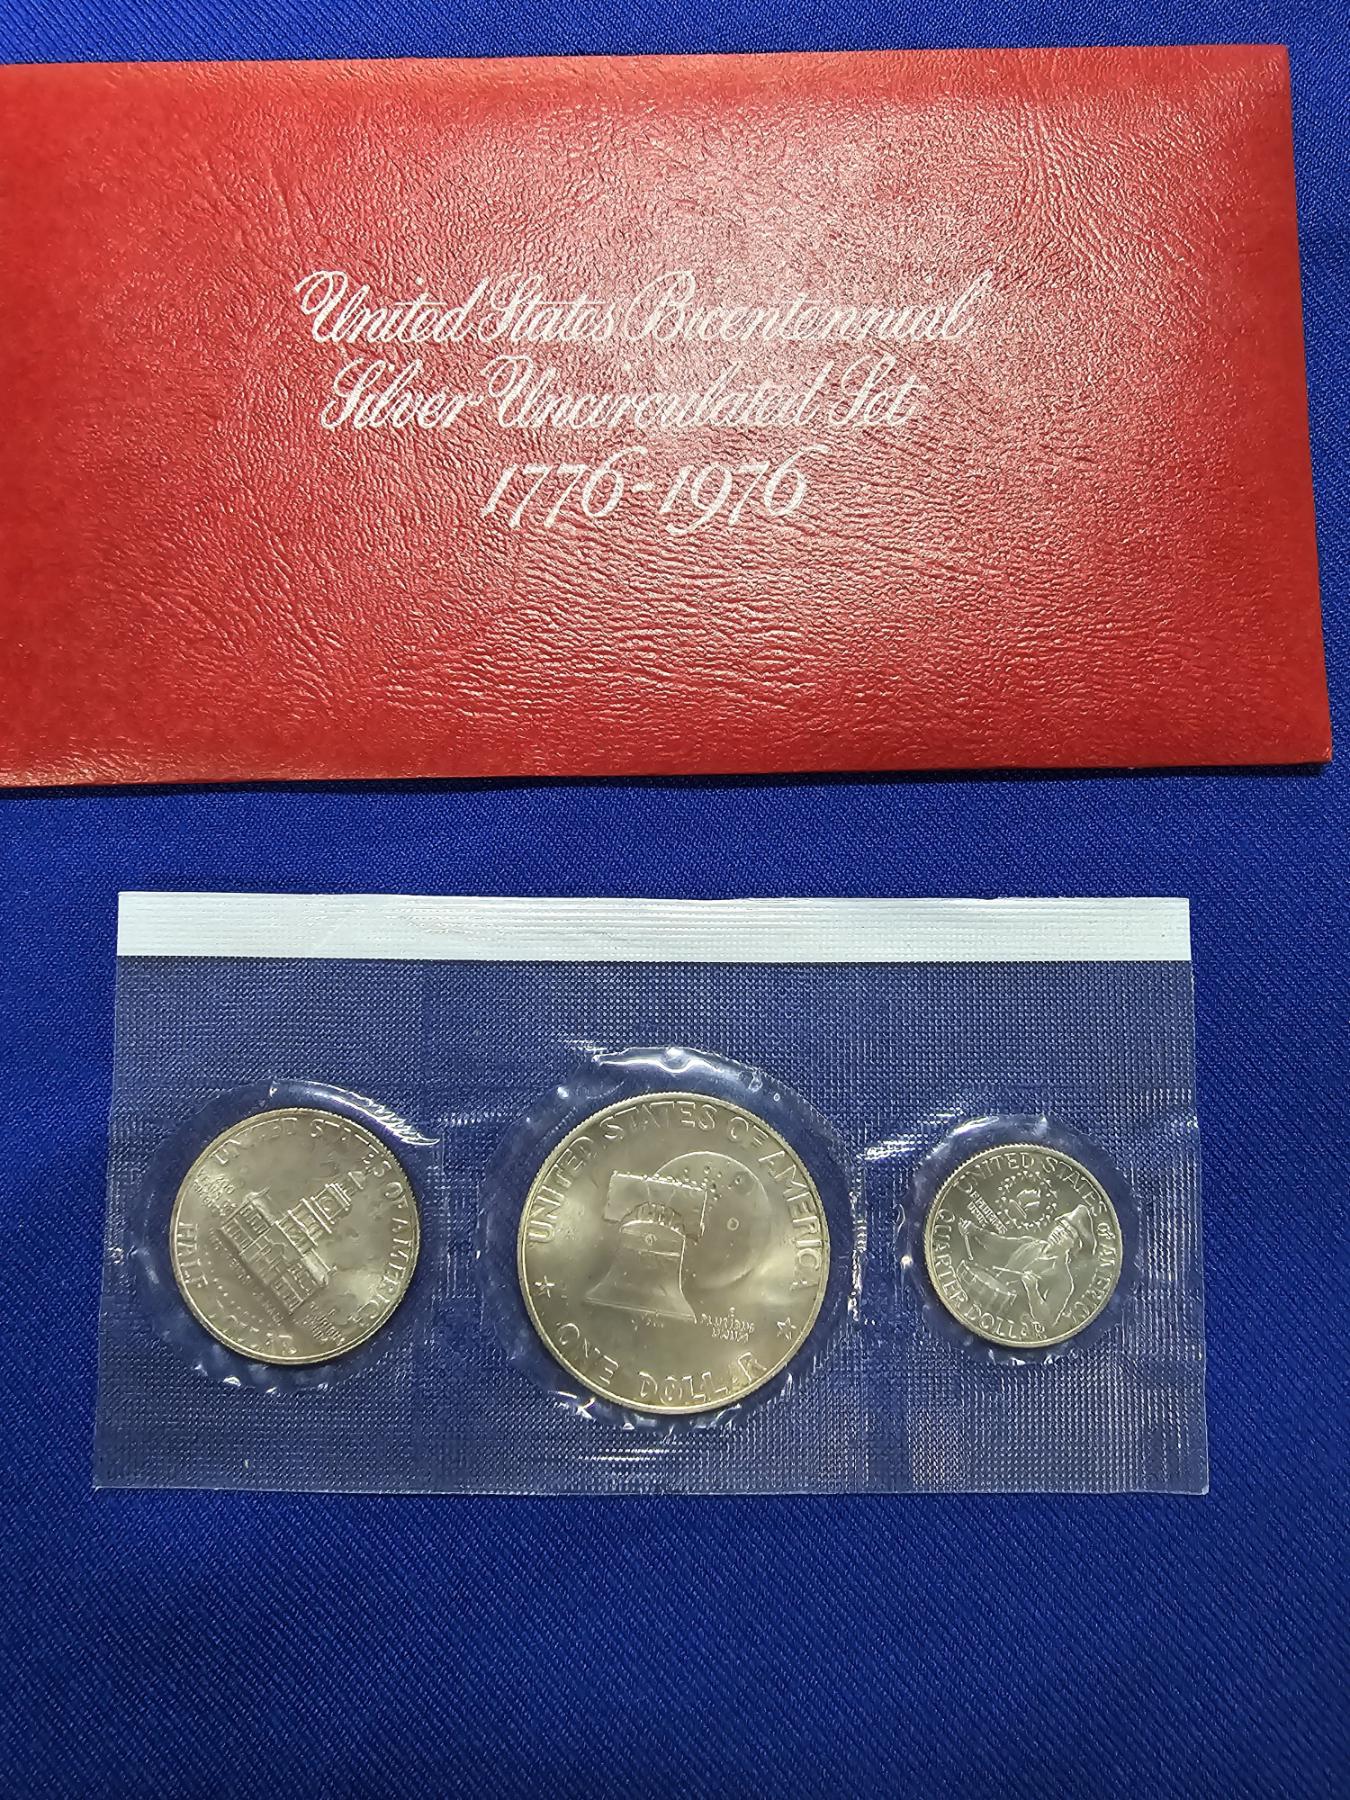 United States Bicentennial
Silver Uncirculated Set
1776-1976
UNITED STATES OF AMERICA
HALF DOLLAR
UNITED STATES OF AMERICA
ONE DOLLAR
UNITED STATES OF AMERICA
QUARTER DOLLAR